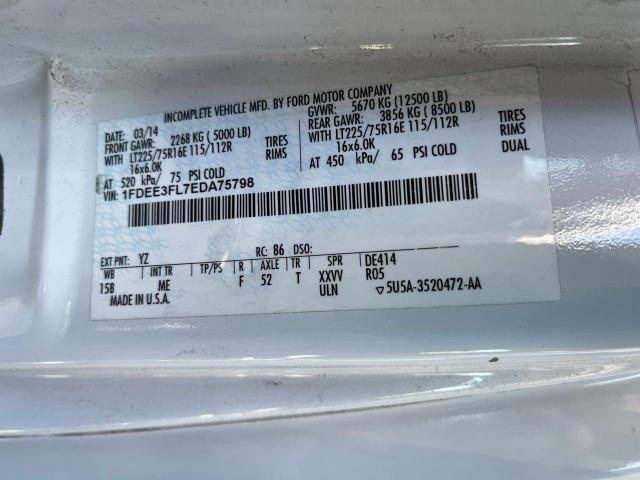 INCOMPLETE VEHICLE MFD. BY FORD MOTOR COMPANY
DATE: 03/14 GVWR: 5670 KG (12500 LB)
FRONT GAWR: 2268 KG ( 5000 LB) REAR GAWR: 3856 KG ( 8500 LB)
WITH LT225/75R16E 115/112R WITH LT225/75R16E 115/112R TIRES
16x6.0K TIRES RIMS 16x6.0K RIMS
AT 520 kPa/ 75 PSI COLD AT 450 kPa/ 65 PSI COLD DUAL
VIN: 1FDEE3FL7EDA75798
EXT PNT: YZ RC: 86 DSO:
WB INT TR TP/PS R AXLE TR SPR DE414
158 ME F 52 T XXVV R05
ULN
MADE IN U.S.A. ▽5U5A-3520472-AA